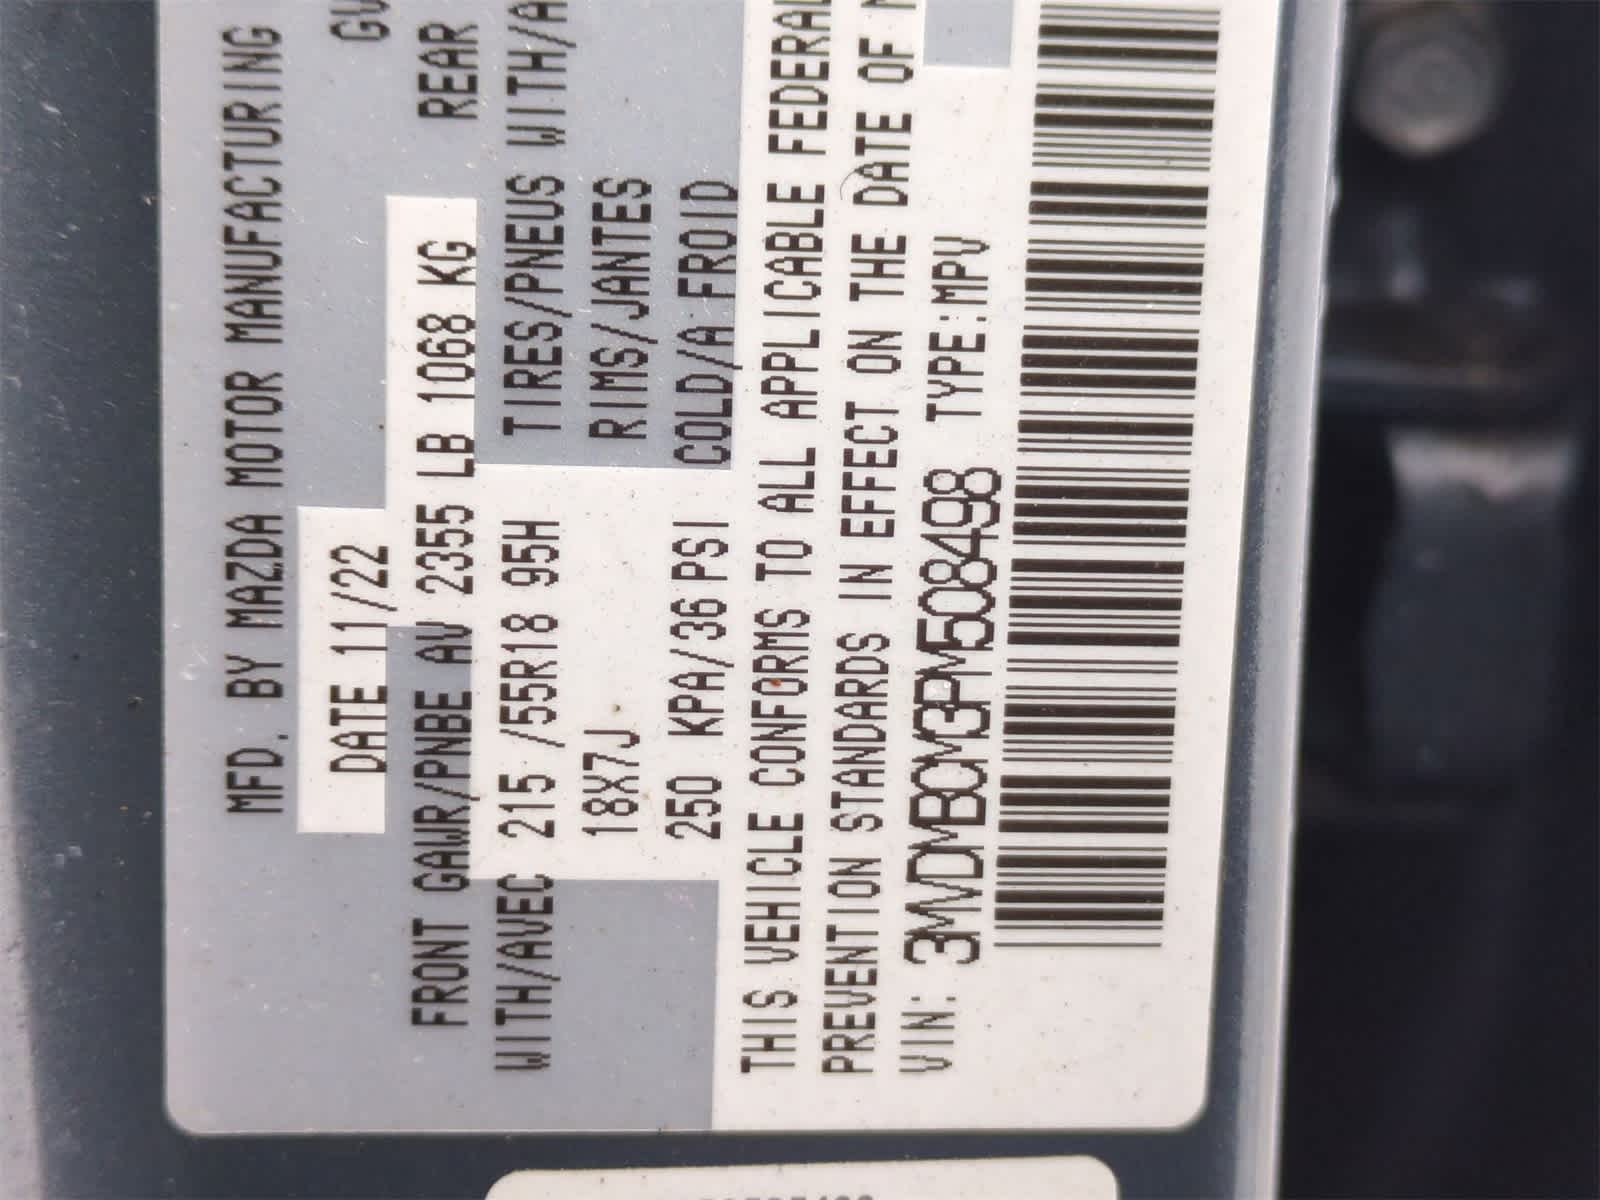 MFD. BY MAZDA MOTOR MANUFACTURING
DATE 11/22
FRONT GAWR/PNBE AV 2355 LB 1068 KG REAR
WITH/AVEC 215 /55R18 95H TIRES/PNEUS WITH/A
18X7J RIMS/JANTES
250 KPA/36 PSI COLD/A FROID
THIS VEHICLE CONFORMS TO ALL APPLICABLE FEDERAL
PREVENTION STANDARDS IN EFFECT ON THE DATE OF
VIN: 3MVDMBCM3PM508498 TYPE:MPV